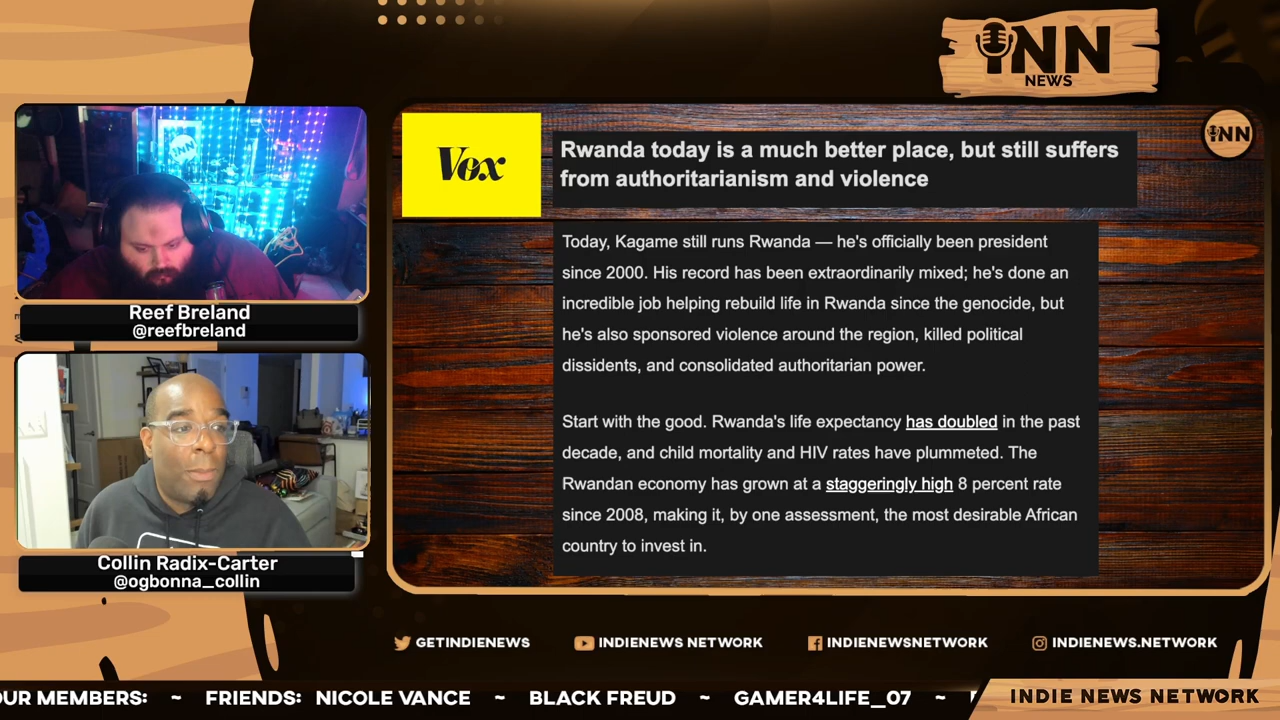 iNN
NEWS
iNN
Vox
Rwanda today is a much better place, but still suffers
from authoritarianism and violence
Today, Kagame still runs Rwanda — he's officially been president
since 2000. His record has been extraordinarily mixed; he's done an
incredible job helping rebuild life in Rwanda since the genocide, but
he's also sponsored violence around the region, killed political
dissidents, and consolidated authoritarian power.
Start with the good. Rwanda's life expectancy has doubled in the past
decade, and child mortality and HIV rates have plummeted. The
Rwandan economy has grown at a staggeringly high 8 percent rate
since 2008, making it, by one assessment, the most desirable African
country to invest in.
Reef Breland
@reefbreland
Collin Radix-Carter
@ogbonna_collin
GETINDIENEWS
INDIENEWS NETWORK
INDIENEWSNETWORK
INDIENEWS.NETWORK
OUR MEMBERS: ~ FRIENDS: NICOLE VANCE ~ BLACK FREUD ~ GAMER4LIFE_07 ~
INDIE NEWS NETWORK